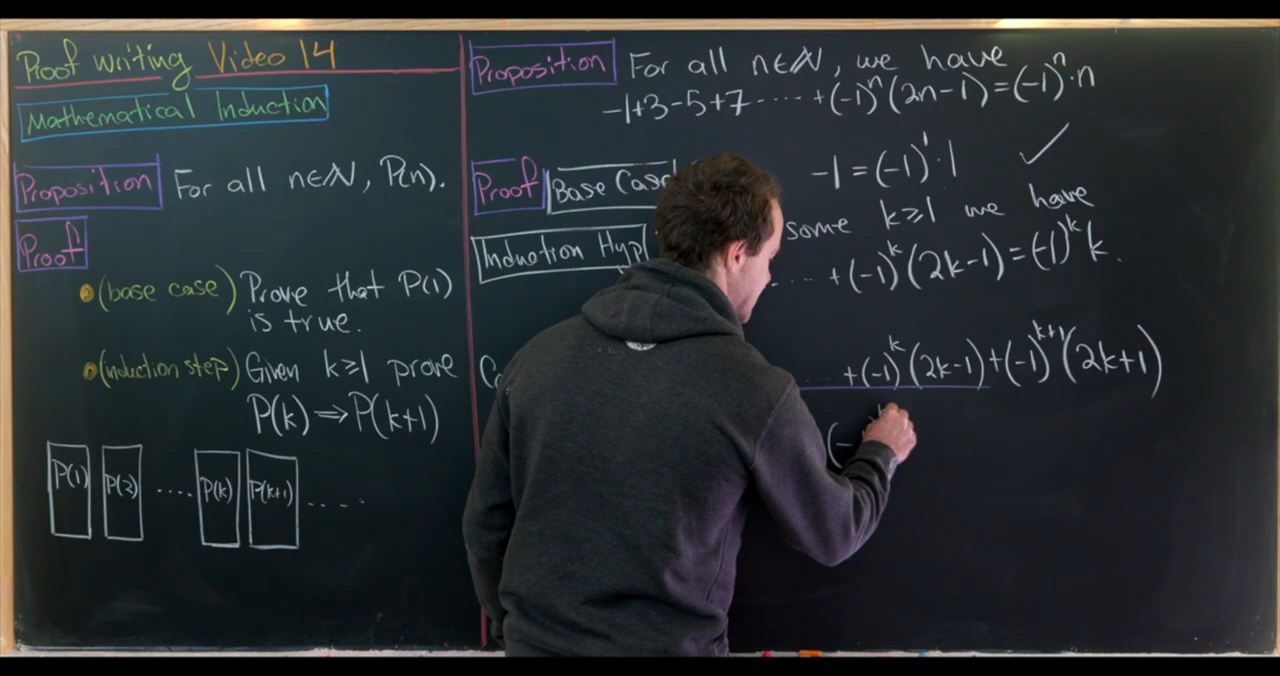 Proof Writing Video 14
Mathematical Induction
Proposition For all n∈ℕ, P(n).
Proof
(base case) Prove that P(1)
is true.
(induction step) Given k≥1 prove
P(k)⟹P(k+1)
P(1) P(2) .... P(k) P(k+1) .....
Proposition For all n∈ℕ, we have
-1+3-5+7 ····· +(-1)^n(2n-1)=(-1)^n·n
Proof Base Case -1=(-1)^1·1 ✓
Induction Hyp some k≥1 we have
.... +(-1)^k(2k-1)=(-1)^k k.
.... +(-1)^k(2k-1)+(-1)^{k+1}(2k+1)
(-